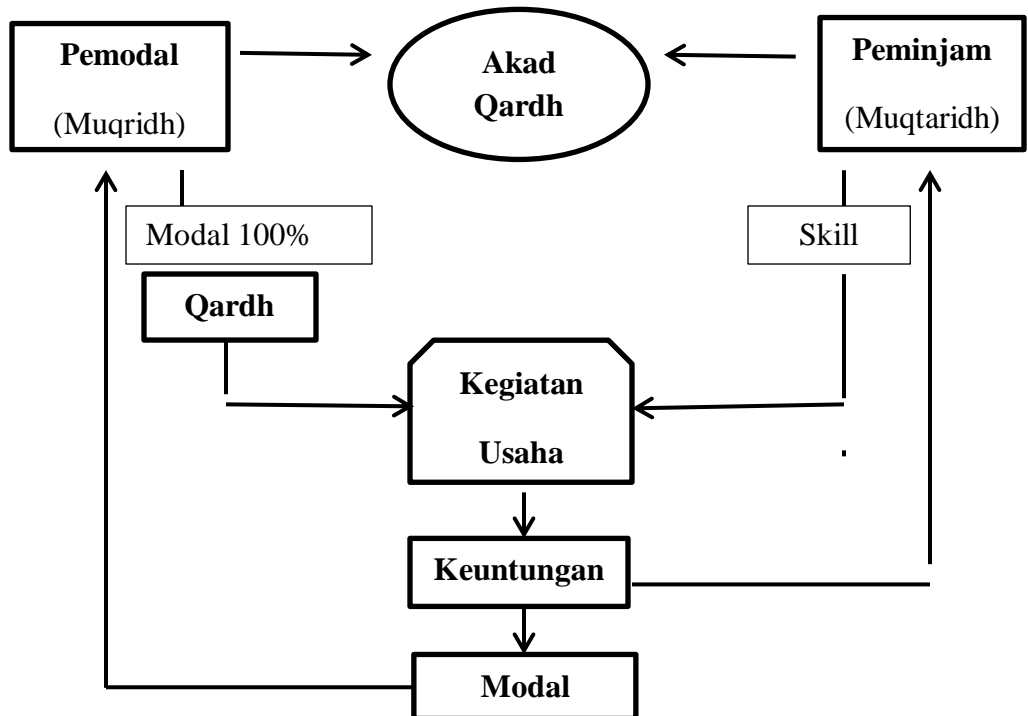 Pemodal
(Muqridh)
Akad
Qardh
Peminjam
(Muqtaridh)
Modal 100%
Skill
Qardh
Kegiatan
Usaha
Keuntungan
Modal